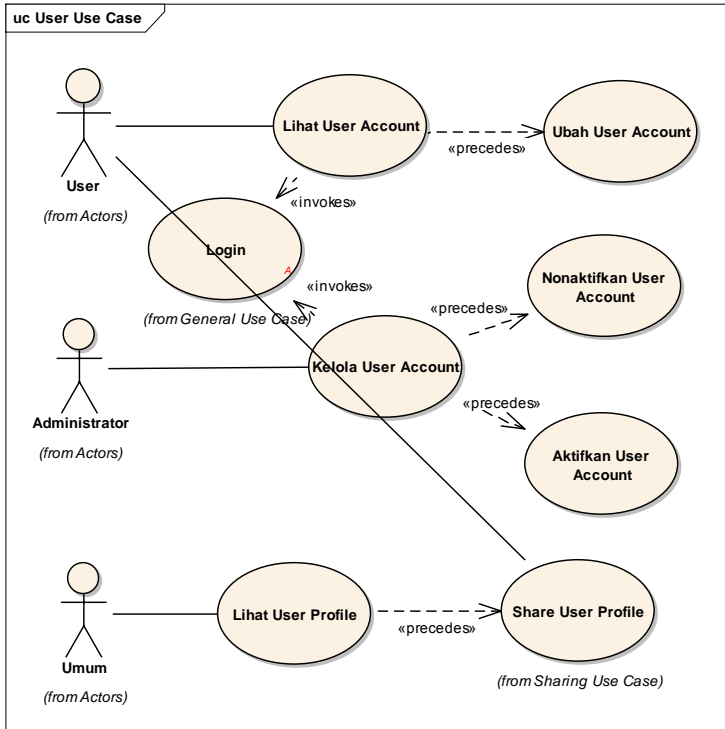 uc User Use Case
User
(from Actors)
Lihat User Account
«precedes»
Ubah User Account
«invokes»
Login
A
(from General Use Case)
«invokes»
Nonaktifkan User
Account
«precedes»
Kelola User Account
Administrator
(from Actors)
«precedes»
Aktifkan User
Account
Umum
(from Actors)
Lihat User Profile
«precedes»
Share User Profile
(from Sharing Use Case)